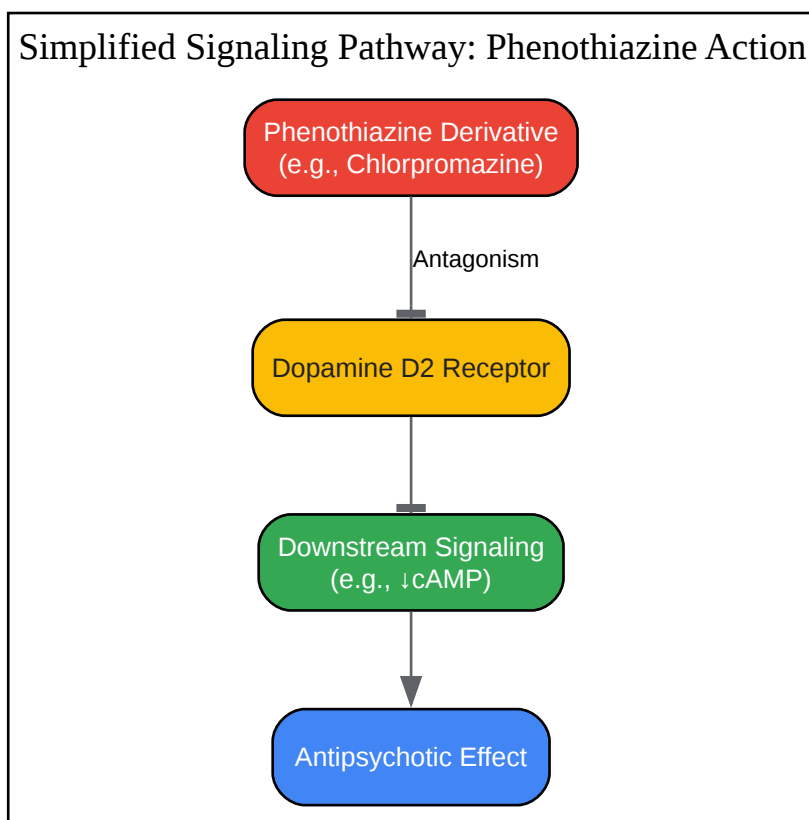 Simplified Signaling Pathway: Phenothiazine Action
Phenothiazine Derivative
(e.g., Chlorpromazine)
Antagonism
Dopamine D2 Receptor
Downstream Signaling
(e.g., ↓cAMP)
Antipsychotic Effect